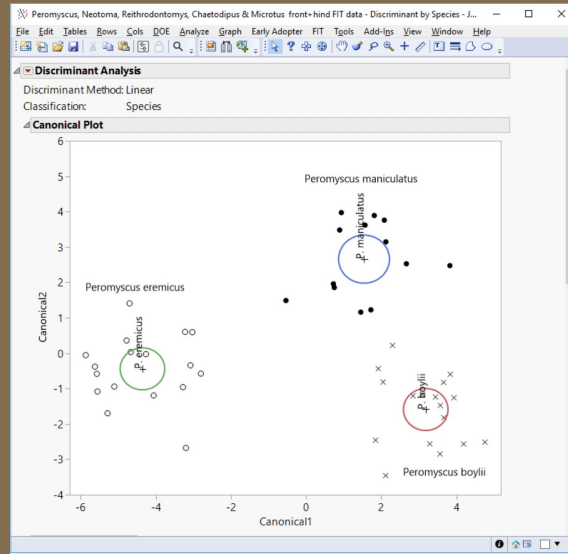 Peromyscus, Neotoma, Reithrodontomys, Chaetodipus & Microtus front+hind FIT data - Discriminant by Species - J...
File Edit Tables Rows Cols DOE Analyze Graph Early Adopter FIT Tools Add-Ins View Window Help
Discriminant Analysis
Discriminant Method: Linear
Classification: Species
Canonical Plot
6
5
4
3
2
1
0
-1
-2
-3
-4
Canonical2
Peromyscus maniculatus
P. maniculatus
Peromyscus eremicus
P. eremicus
P. boylii
Peromyscus boylii
-6 -4 -2 0 2 4
Canonical1